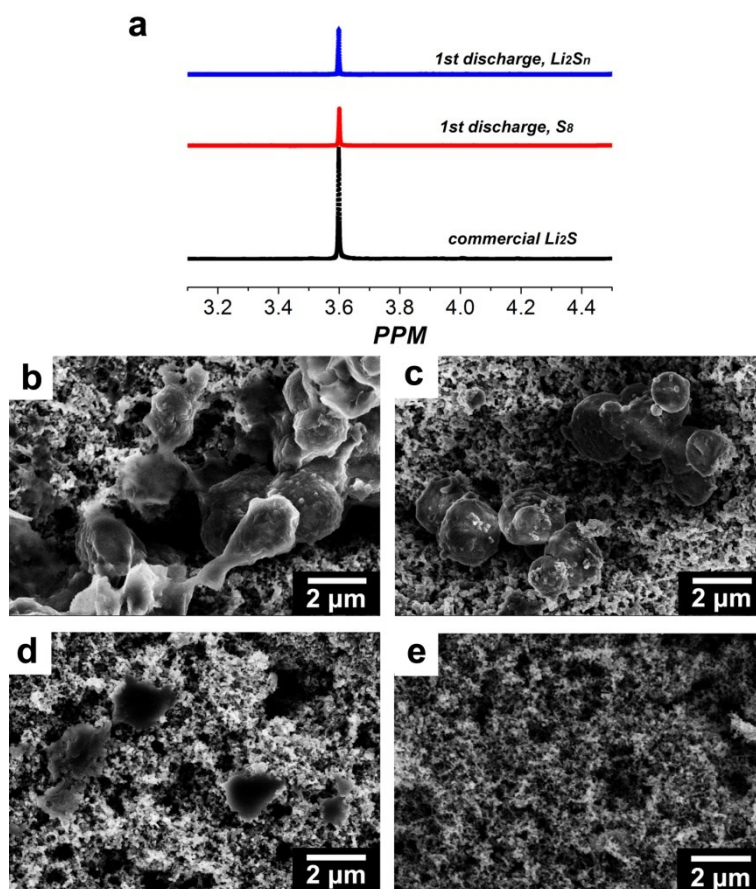 a
1st discharge, Li₂Sₙ
1st discharge, S₈
commercial Li₂S
3.2 3.4 3.6 3.8 4.0 4.2 4.4
PPM
b
c
2 µm
2 µm
d
e
2 µm
2 µm